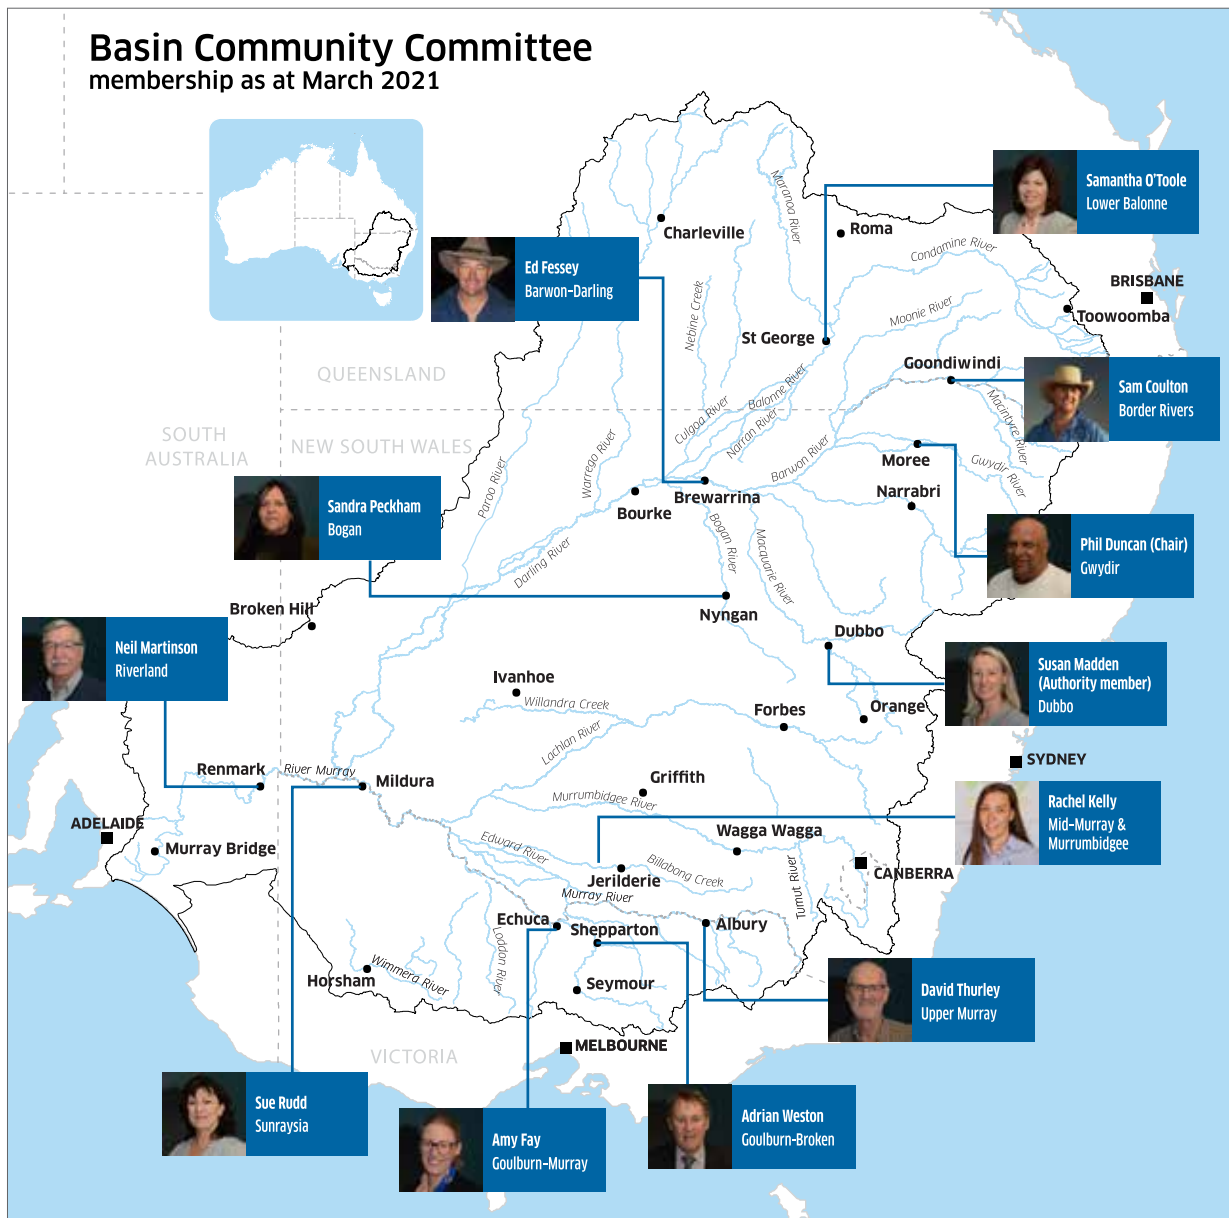 Basin Community Committee
membership as at March 2021
Samantha O'Toole
Lower Balonne
Maranoa River
Charleville
Roma
Condamine River
Ed Fessey
Barwon-Darling
BRISBANE
Toowoomba
Nebine Creek
Moonie River
St George
Goondiwindi
QUEENSLAND
Sam Coulton
Border Rivers
Balonne River
Culgoa River
Narran River
Macintyre River
SOUTH
AUSTRALIA
NEW SOUTH WALES
Warrego River
Paroo River
Barwon River
Moree
Gwydir River
Sandra Peckham
Bogan
Brewarrina
Narrabri
Bourke
Bogan River
Macquarie River
Darling River
Phil Duncan (Chair)
Gwydir
Broken Hill
Nyngan
Dubbo
Neil Martinson
Riverland
Susan Madden
(Authority member)
Dubbo
Ivanhoe
Willandra Creek
Forbes
Orange
Lachlan River
SYDNEY
Renmark
River Murray
Mildura
Griffith
Murrumbidgee River
Rachel Kelly
Mid-Murray &
Murrumbidgee
ADELAIDE
Murray Bridge
Wagga Wagga
Edward River
Billabong Creek
Jerilderie
Tumut River
CANBERRA
Murray River
Echuca
Shepparton
Albury
Loddon River
Wimmera River
Horsham
Seymour
David Thurley
Upper Murray
VICTORIA
MELBOURNE
Sue Rudd
Sunraysia
Amy Fay
Goulburn-Murray
Adrian Weston
Goulburn-Broken